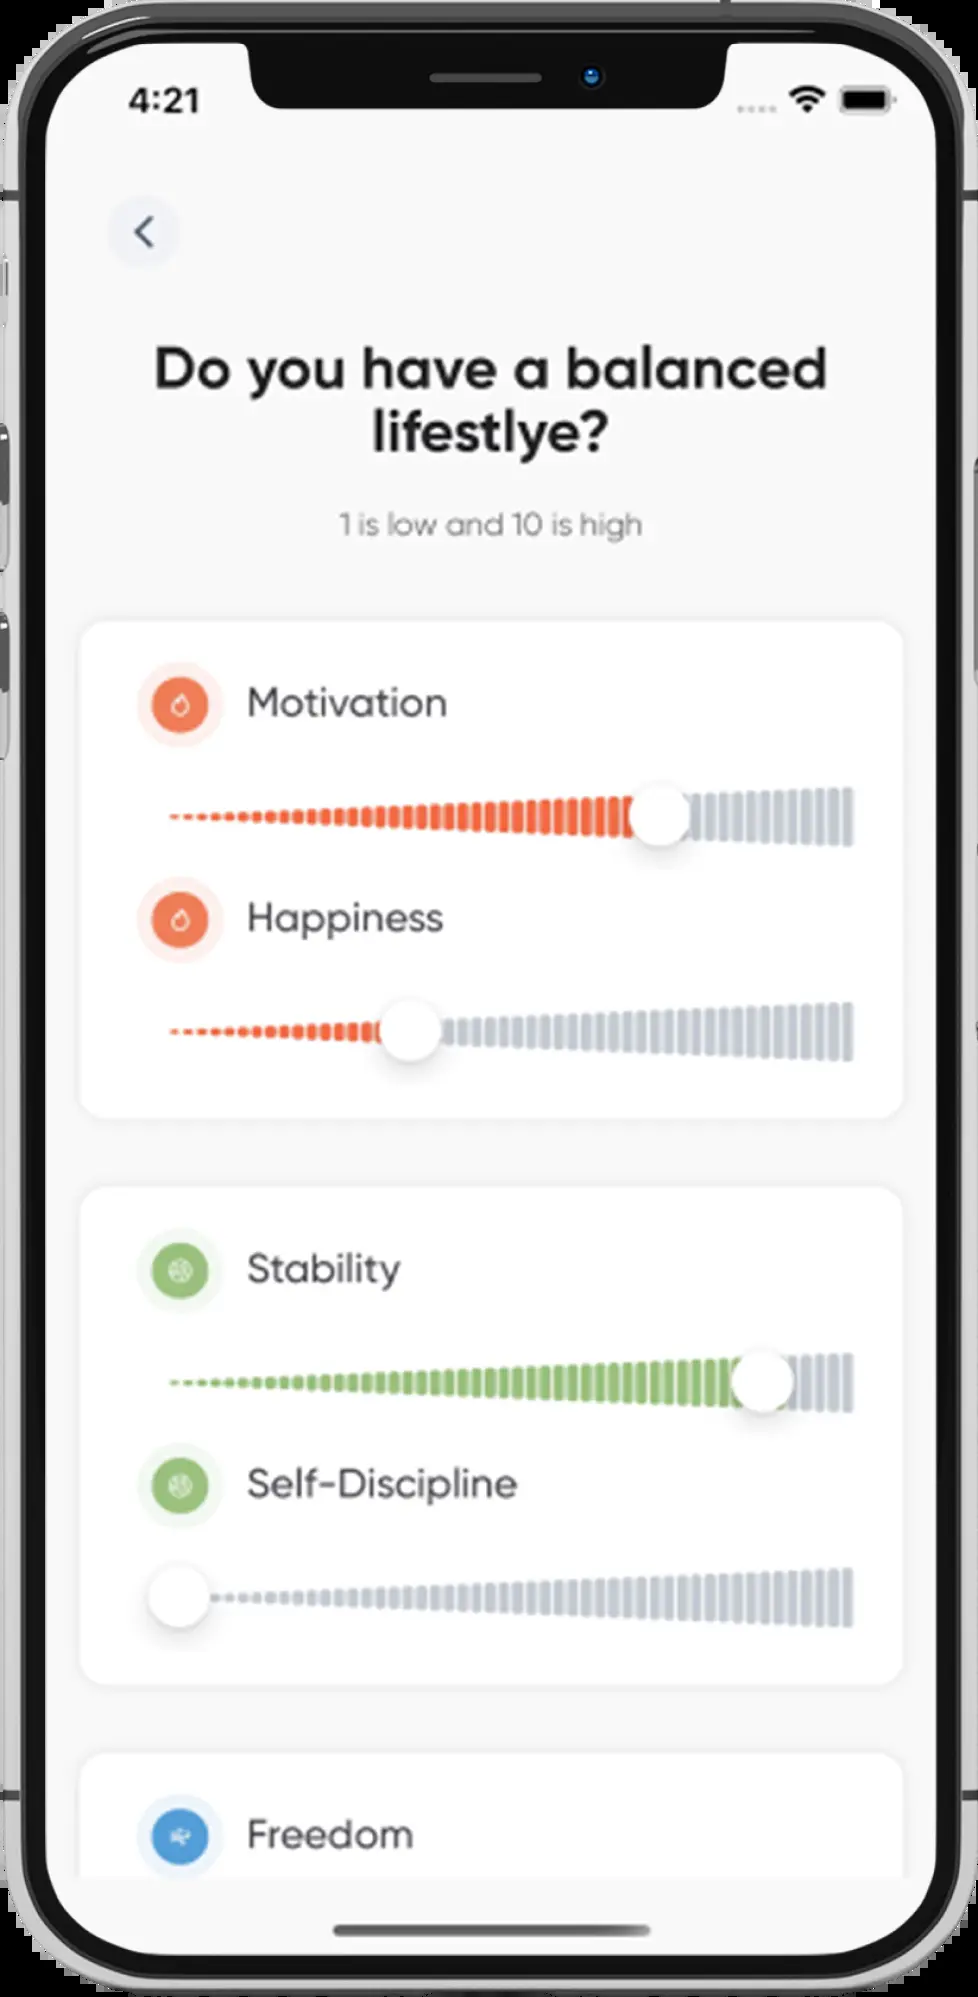 4:21
Do you have a balanced
lifestlye?
1 is low and 10 is high
Motivation
Happiness
Stability
Self-Discipline
Freedom